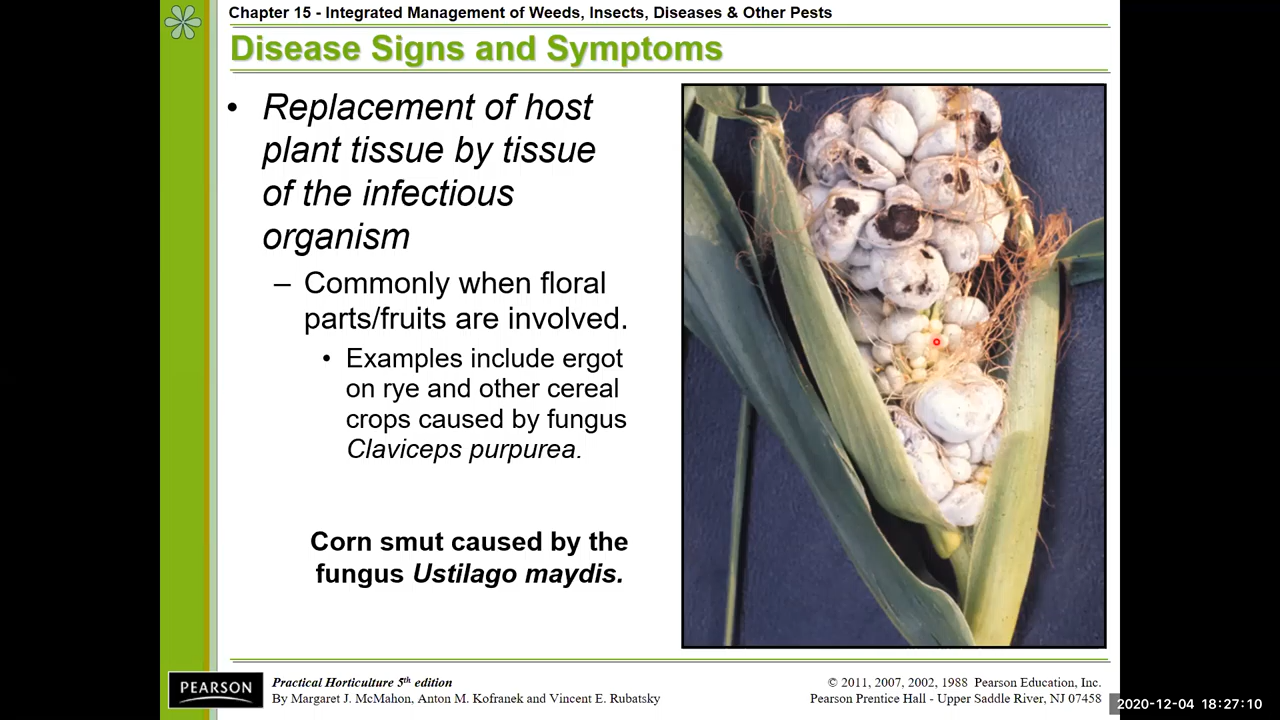 Chapter 15 - Integrated Management of Weeds, Insects, Diseases & Other Pests
Disease Signs and Symptoms
• Replacement of host
plant tissue by tissue
of the infectious
organism
– Commonly when floral
parts/fruits are involved.
• Examples include ergot
on rye and other cereal
crops caused by fungus
Claviceps purpurea.
Corn smut caused by the
fungus Ustilago maydis.
PEARSON
Practical Horticulture 5th edition
By Margaret J. McMahon, Anton M. Kofranek and Vincent E. Rubatsky
© 2011, 2007, 2002, 1988 Pearson Education, Inc.
Pearson Prentice Hall - Upper Saddle River, NJ 07458
2020-12-04 18:27:10